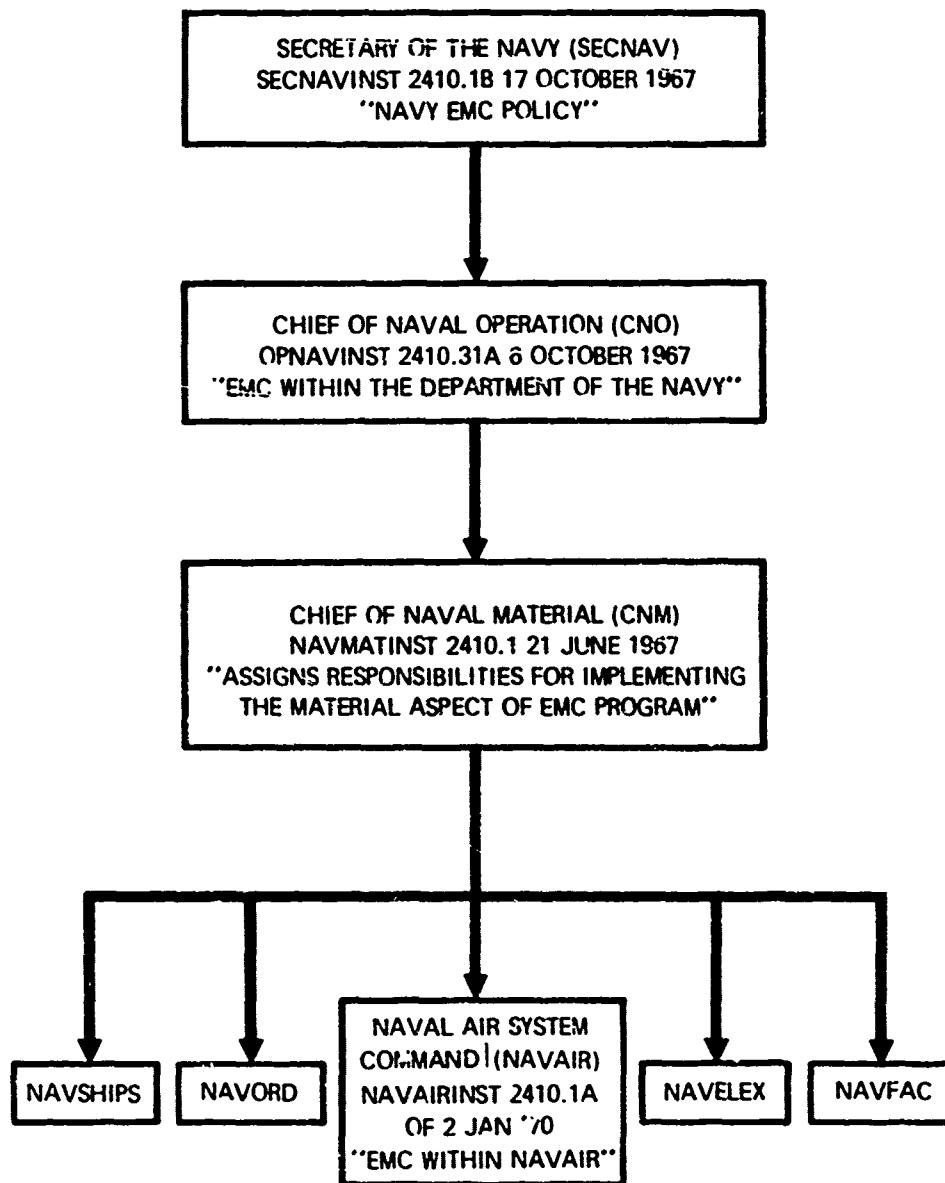 SECRETARY OF THE NAVY (SECNAV)
SECNAVINST 2410.1B 17 OCTOBER 1967
"NAVY EMC POLICY"
CHIEF OF NAVAL OPERATION (CNO)
OPNAVINST 2410.31A 6 OCTOBER 1967
"EMC WITHIN THE DEPARTMENT OF THE NAVY"
CHIEF OF NAVAL MATERIAL (CNM)
NAVMATINST 2410.1 21 JUNE 1967
"ASSIGNS RESPONSIBILITIES FOR IMPLEMENTING
THE MATERIAL ASPECT OF EMC PROGRAM"
NAVSHIPS
NAVORD
NAVAL AIR SYSTEM
COMMAND (NAVAIR)
NAVAIRINST 2410.1A
OF 2 JAN '70
"EMC WITHIN NAVAIR"
NAVELEX
NAVFAC